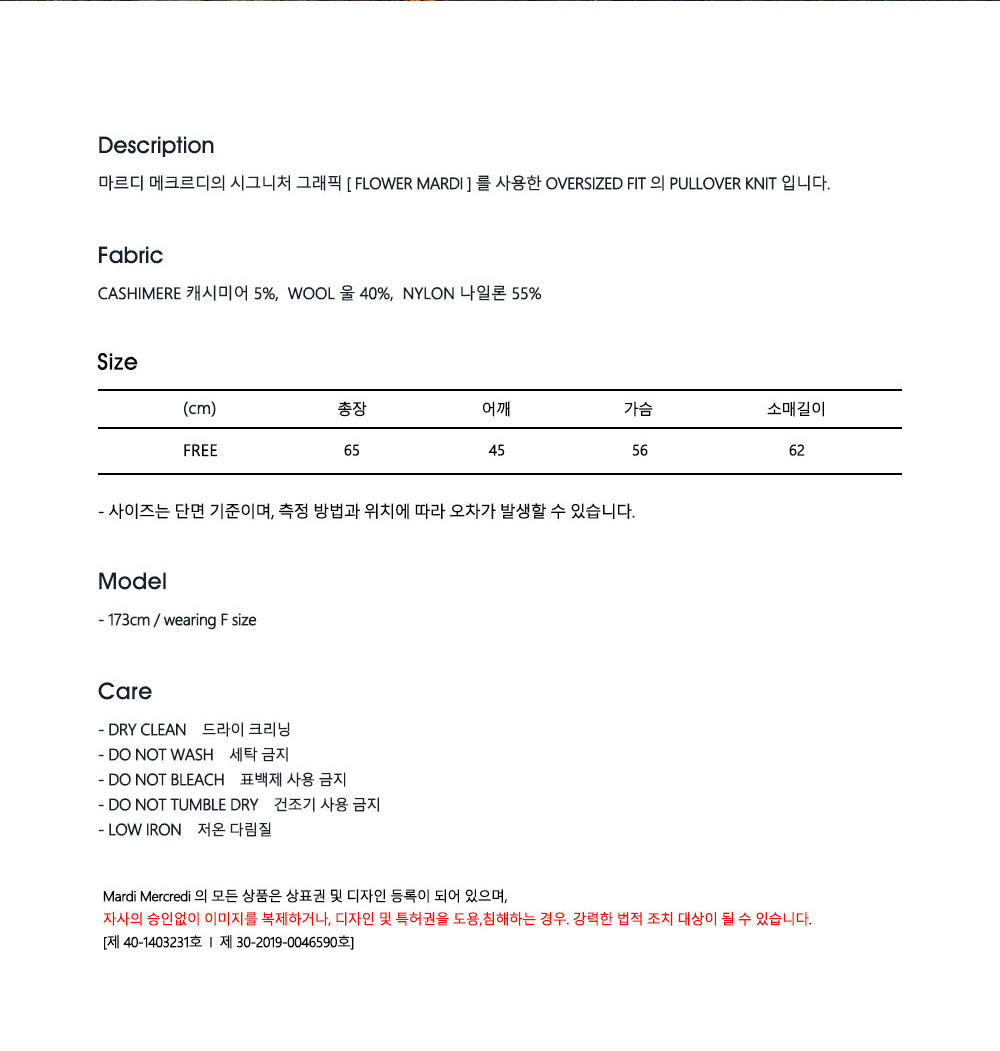 Description
마르디 메크르디의 시그니처 그래픽 [ FLOWER MARDI ] 를 사용한 OVERSIZED FIT 의 PULLOVER KNIT 입니다.
Fabric
CASHIMERE 캐시미어 5%, WOOL 울 40%, NYLON 나일론 55%
Size
(cm) 총장 어깨 가슴 소매길이
FREE 65 45 56 62
- 사이즈는 단면 기준이며, 측정 방법과 위치에 따라 오차가 발생할 수 있습니다.
Model
- 173cm / wearing F size
Care
- DRY CLEAN 드라이 크리닝
- DO NOT WASH 세탁 금지
- DO NOT BLEACH 표백제 사용 금지
- DO NOT TUMBLE DRY 건조기 사용 금지
- LOW IRON 저온 다림질
Mardi Mercredi 의 모든 상품은 상표권 및 디자인 등록이 되어 있으며,
자사의 승인없이 이미지를 복제하거나, 디자인 및 특허권을 도용,침해하는 경우. 강력한 법적 조치 대상이 될 수 있습니다.
[제 40-1403231호 I 제 30-2019-0046590호]